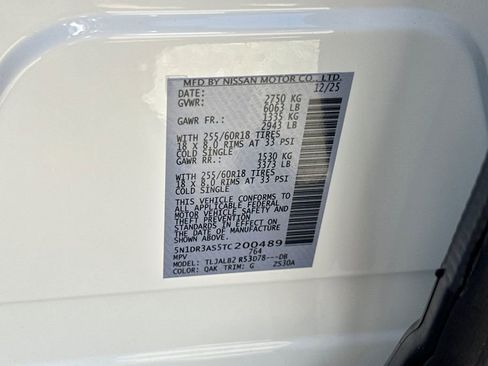 MFD BY NISSAN MOTOR CO., LTD.
DATE: 12/25
GVWR: 2750 KG
6063 LB
GAWR FR.: 1335 KG
2943 LB
WITH 255/60R18 TIRES
18 X 8.0 RIMS AT 33 PSI
COLD SINGLE
GAWR RR.: 1530 KG
3373 LB
WITH 255/60R18 TIRES
18 X 8.0 RIMS AT 33 PSI
COLD SINGLE
THIS VEHICLE CONFORMS TO
ALL APPLICABLE FEDERAL
MOTOR VEHICLE SAFETY AND
THEFT PREVENTION
STANDARDS IN EFFECT ON
THE DATE OF MANUFACTURE
SHOWN ABOVE
5N1DR3AS5TC200489
MPV 764
MODEL: TLJALB2 R53D78---DB
COLOR: QAK TRIM: G ZS30A